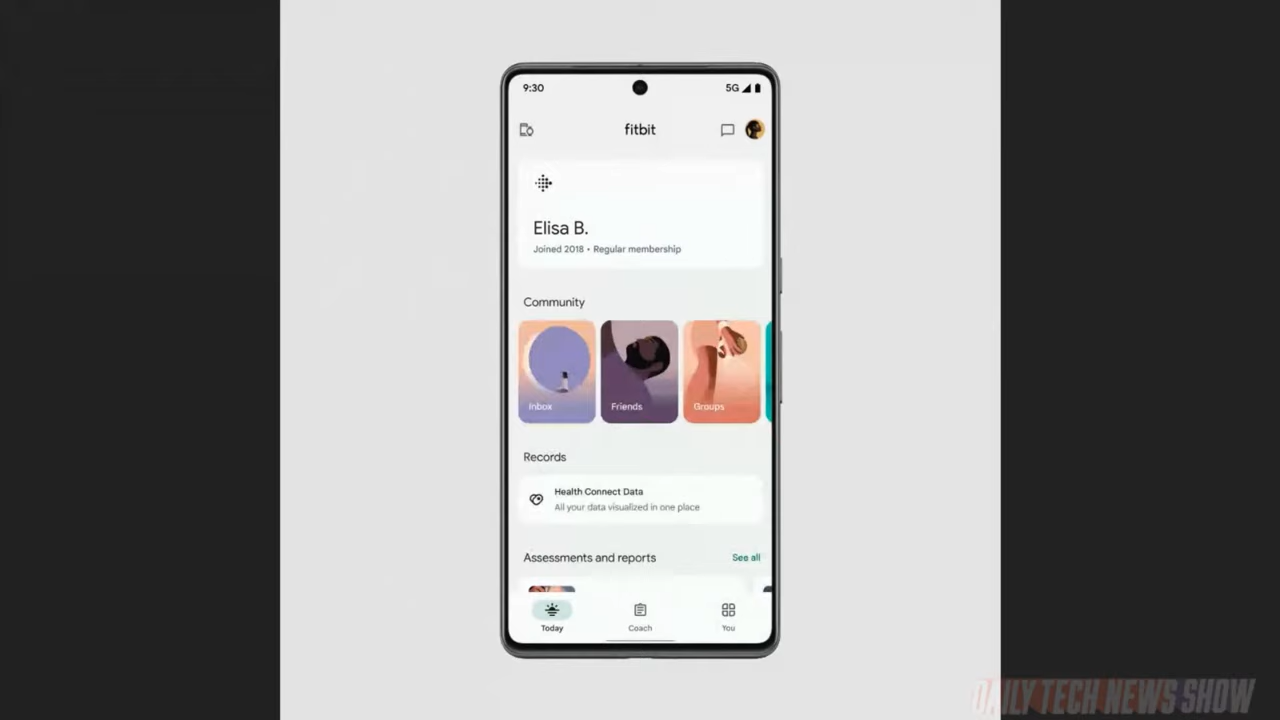 9:30
5G
fitbit
Elisa B.
Joined 2018 • Regular membership
Community
Inbox
Friends
Groups
Records
Health Connect Data
All your data visualized in one place
Assessments and reports
See all
Today
Coach
You
DAILY TECH NEWS SHOW